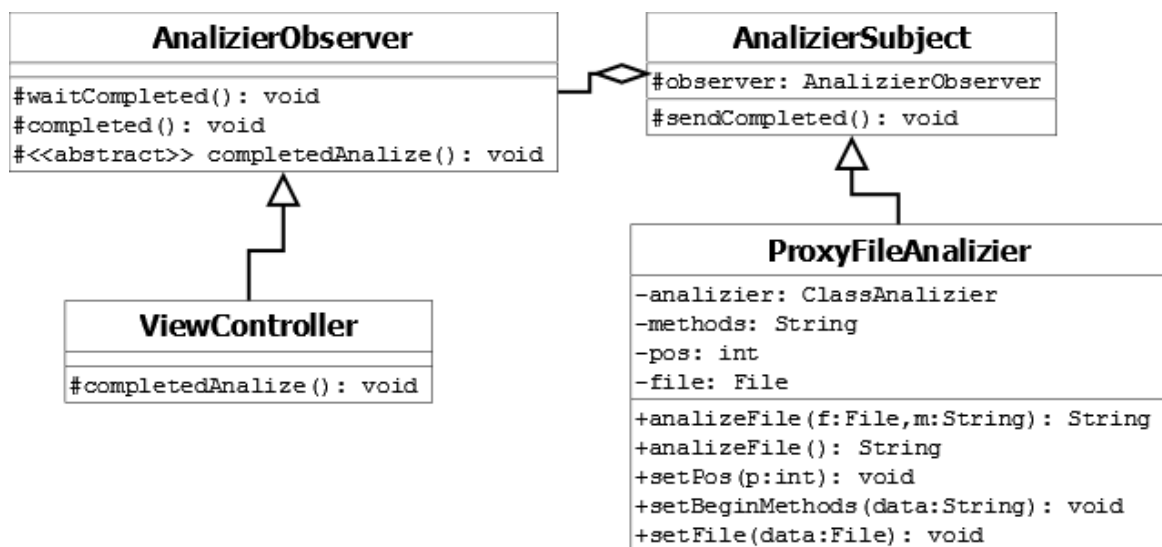 AnalizierObserver
#waitCompleted(): void
#completed(): void
#<<abstract>> completedAnalize(): void
AnalizierSubject
#observer: AnalizierObserver
#sendCompleted(): void
ViewController
#completedAnalize(): void
ProxyFileAnalizier
-analizier: ClassAnalizier
-methods: String
-pos: int
-file: File
+analizeFile(f:File,m:String): String
+analizeFile(): String
+setPos(p:int): void
+setBeginMethods(data:String): void
+setFile(data:File): void